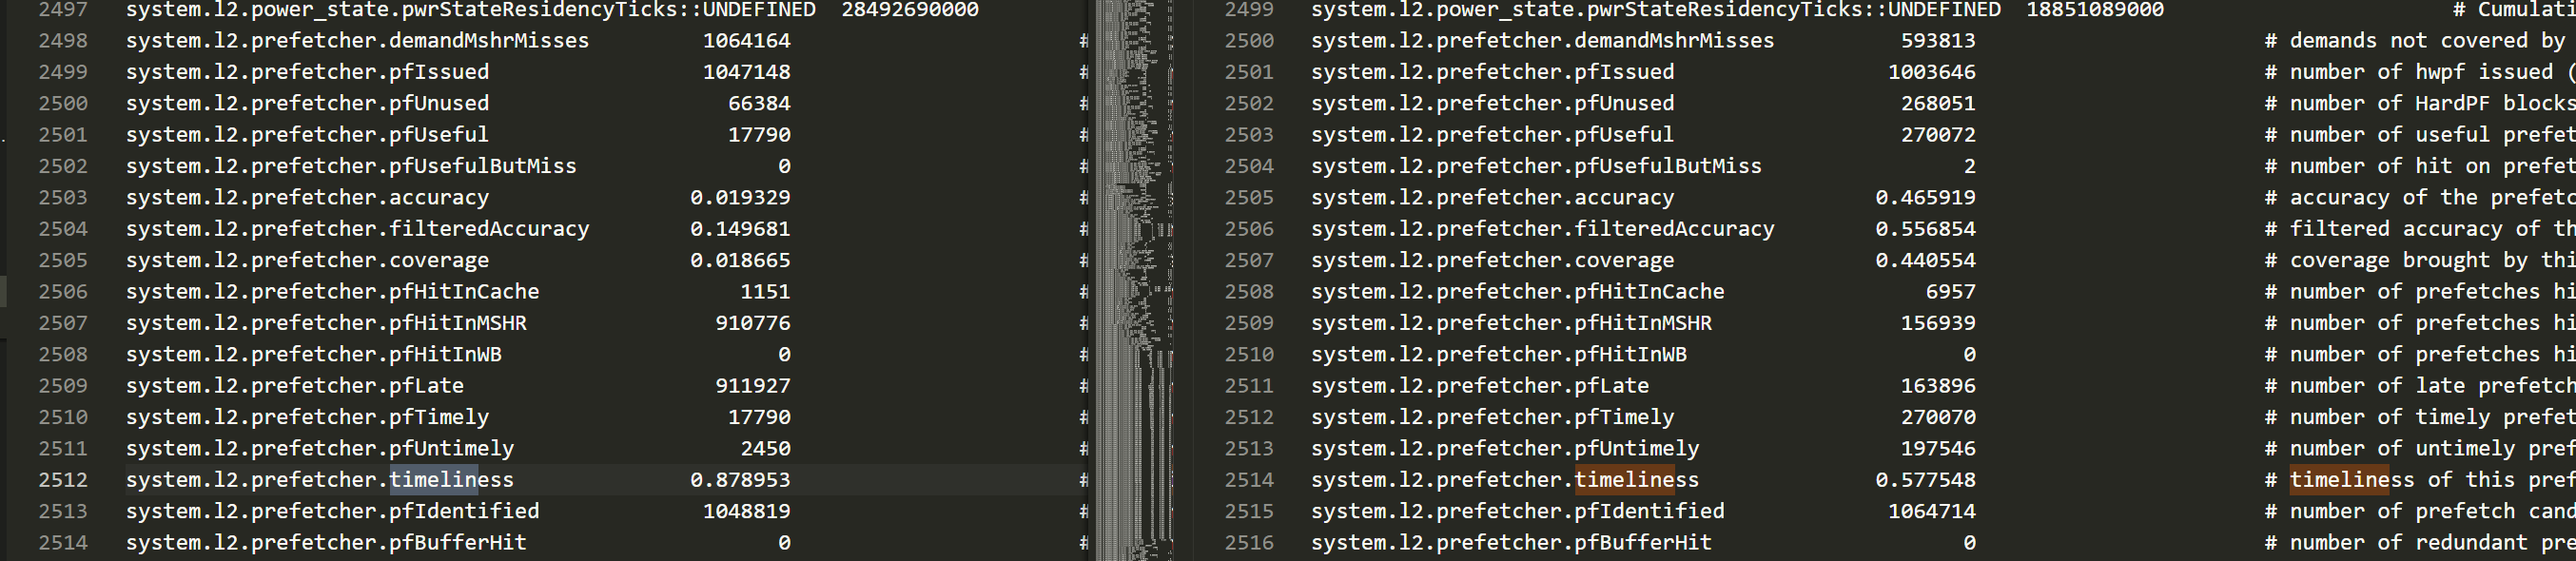 2497 system.l2.power_state.pwrStateResidencyTicks::UNDEFINED 28492690000
2498 system.l2.prefetcher.demandMshrMisses 1064164 #
2499 system.l2.prefetcher.pfIssued 1047148 #
2500 system.l2.prefetcher.pfUnused 66384 #
2501 system.l2.prefetcher.pfUseful 17790 #
2502 system.l2.prefetcher.pfUsefulButMiss 0 #
2503 system.l2.prefetcher.accuracy 0.019329 #
2504 system.l2.prefetcher.filteredAccuracy 0.149681 #
2505 system.l2.prefetcher.coverage 0.018665 #
2506 system.l2.prefetcher.pfHitInCache 1151 #
2507 system.l2.prefetcher.pfHitInMSHR 910776 #
2508 system.l2.prefetcher.pfHitInWB 0 #
2509 system.l2.prefetcher.pfLate 911927 #
2510 system.l2.prefetcher.pfTimely 17790 #
2511 system.l2.prefetcher.pfUntimely 2450 #
2512 system.l2.prefetcher.timeliness 0.878953 #
2513 system.l2.prefetcher.pfIdentified 1048819 #
2514 system.l2.prefetcher.pfBufferHit 0 #
2499 system.l2.power_state.pwrStateResidencyTicks::UNDEFINED 18851089000 # Cumulati
2500 system.l2.prefetcher.demandMshrMisses 593813 # demands not covered by
2501 system.l2.prefetcher.pfIssued 1003646 # number of hwpf issued (
2502 system.l2.prefetcher.pfUnused 268051 # number of HardPF blocks
2503 system.l2.prefetcher.pfUseful 270072 # number of useful prefet
2504 system.l2.prefetcher.pfUsefulButMiss 2 # number of hit on prefet
2505 system.l2.prefetcher.accuracy 0.465919 # accuracy of the prefetc
2506 system.l2.prefetcher.filteredAccuracy 0.556854 # filtered accuracy of th
2507 system.l2.prefetcher.coverage 0.440554 # coverage brought by thi
2508 system.l2.prefetcher.pfHitInCache 6957 # number of prefetches hi
2509 system.l2.prefetcher.pfHitInMSHR 156939 # number of prefetches hi
2510 system.l2.prefetcher.pfHitInWB 0 # number of prefetches hi
2511 system.l2.prefetcher.pfLate 163896 # number of late prefetch
2512 system.l2.prefetcher.pfTimely 270070 # number of timely prefet
2513 system.l2.prefetcher.pfUntimely 197546 # number of untimely pref
2514 system.l2.prefetcher.timeliness 0.577548 # timeliness of this pref
2515 system.l2.prefetcher.pfIdentified 1064714 # number of prefetch cand
2516 system.l2.prefetcher.pfBufferHit 0 # number of redundant pre